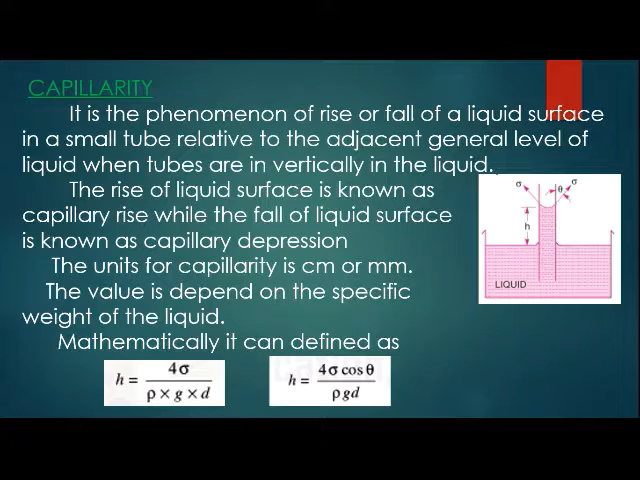 CAPILLARITY
It is the phenomenon of rise or fall of a liquid surface
in a small tube relative to the adjacent general level of
liquid when tubes are in vertically in the liquid.
The rise of liquid surface is known as
capillary rise while the fall of liquid surface
is known as capillary depression
The units for capillarity is cm or mm.
The value is depend on the specific
weight of the liquid.
Mathematically it can defined as
h = 4σ / ρ × g × d
h = 4σ cos θ / ρgd
σ θ σ
h
LIQUID